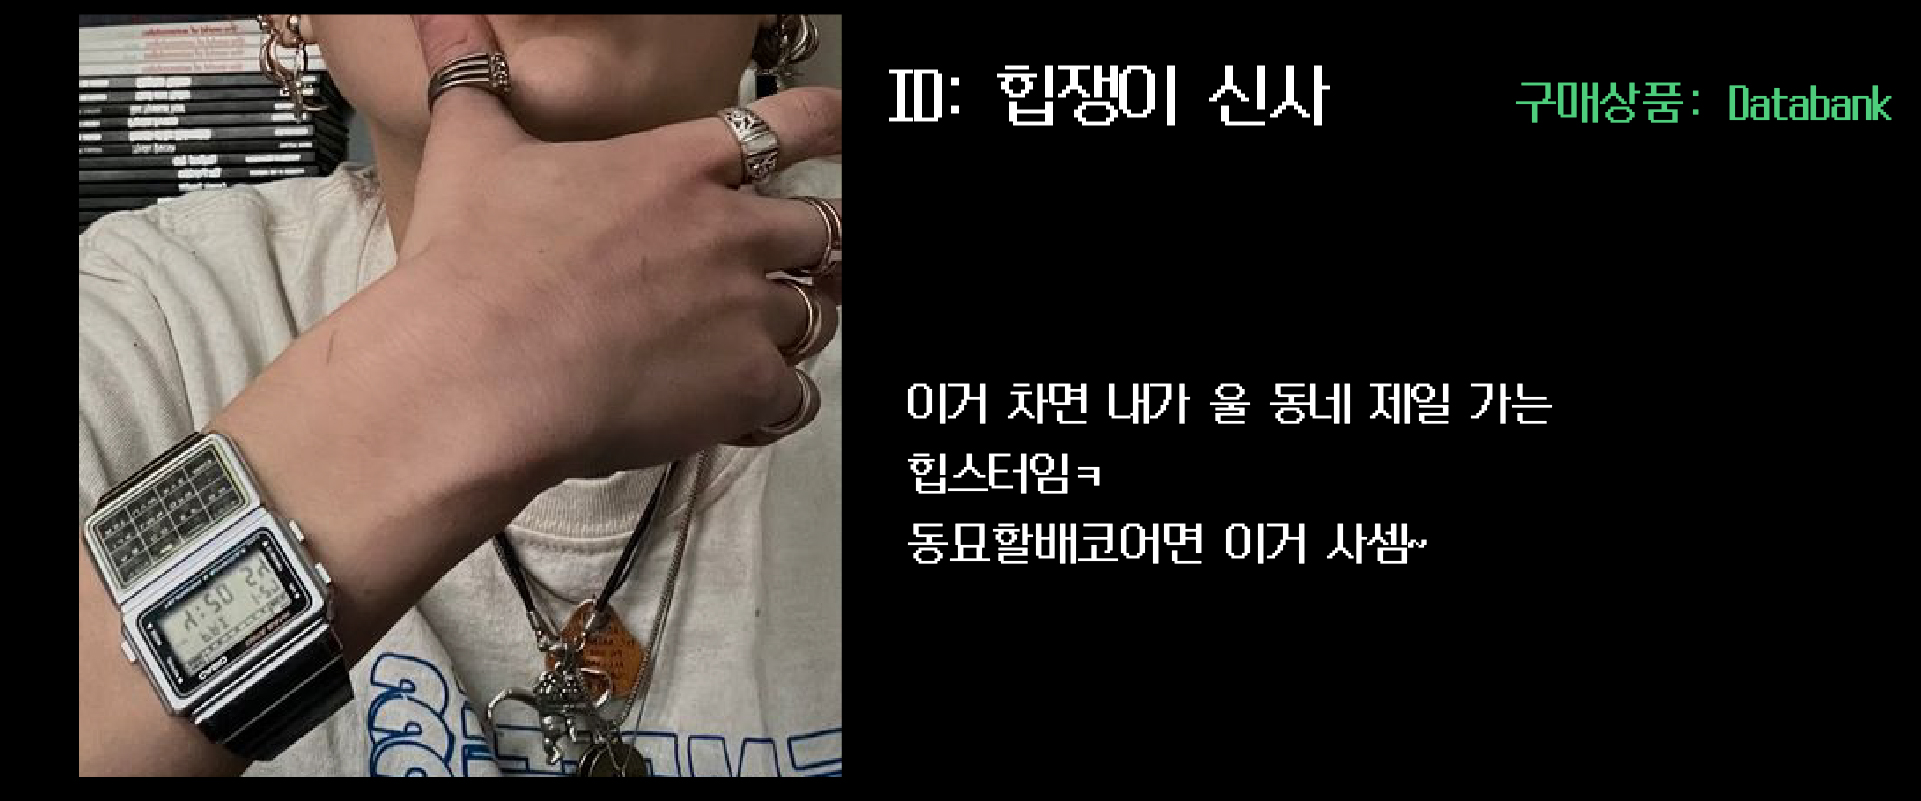 ID: 힙쟁이 신사
구매상품: Databank
이거 차면 내가 울 동네 제일 가는
힙스터임ㅋ
동묘할배코어면 이거 사셈~